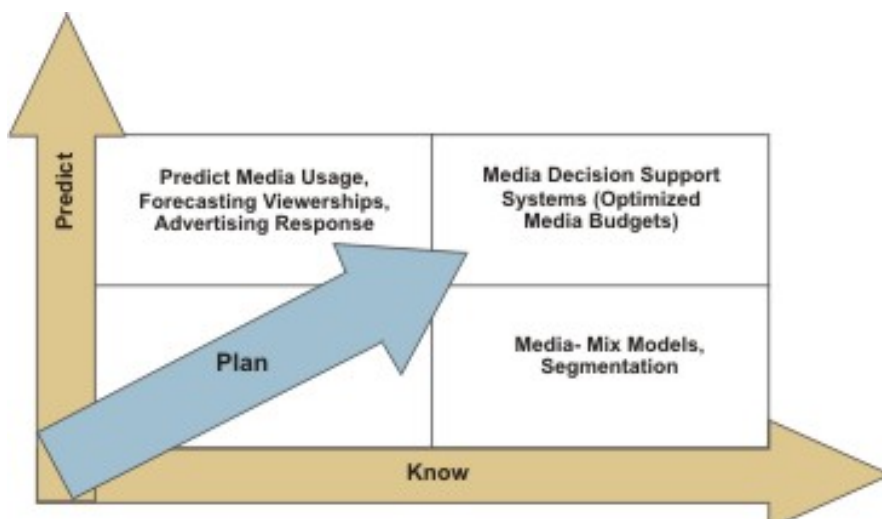 Predict
Predict Media Usage,
Forecasting Viewerships,
Advertising Response
Media Decision Support
Systems (Optimized
Media Budgets)
Plan
Media- Mix Models,
Segmentation
Know